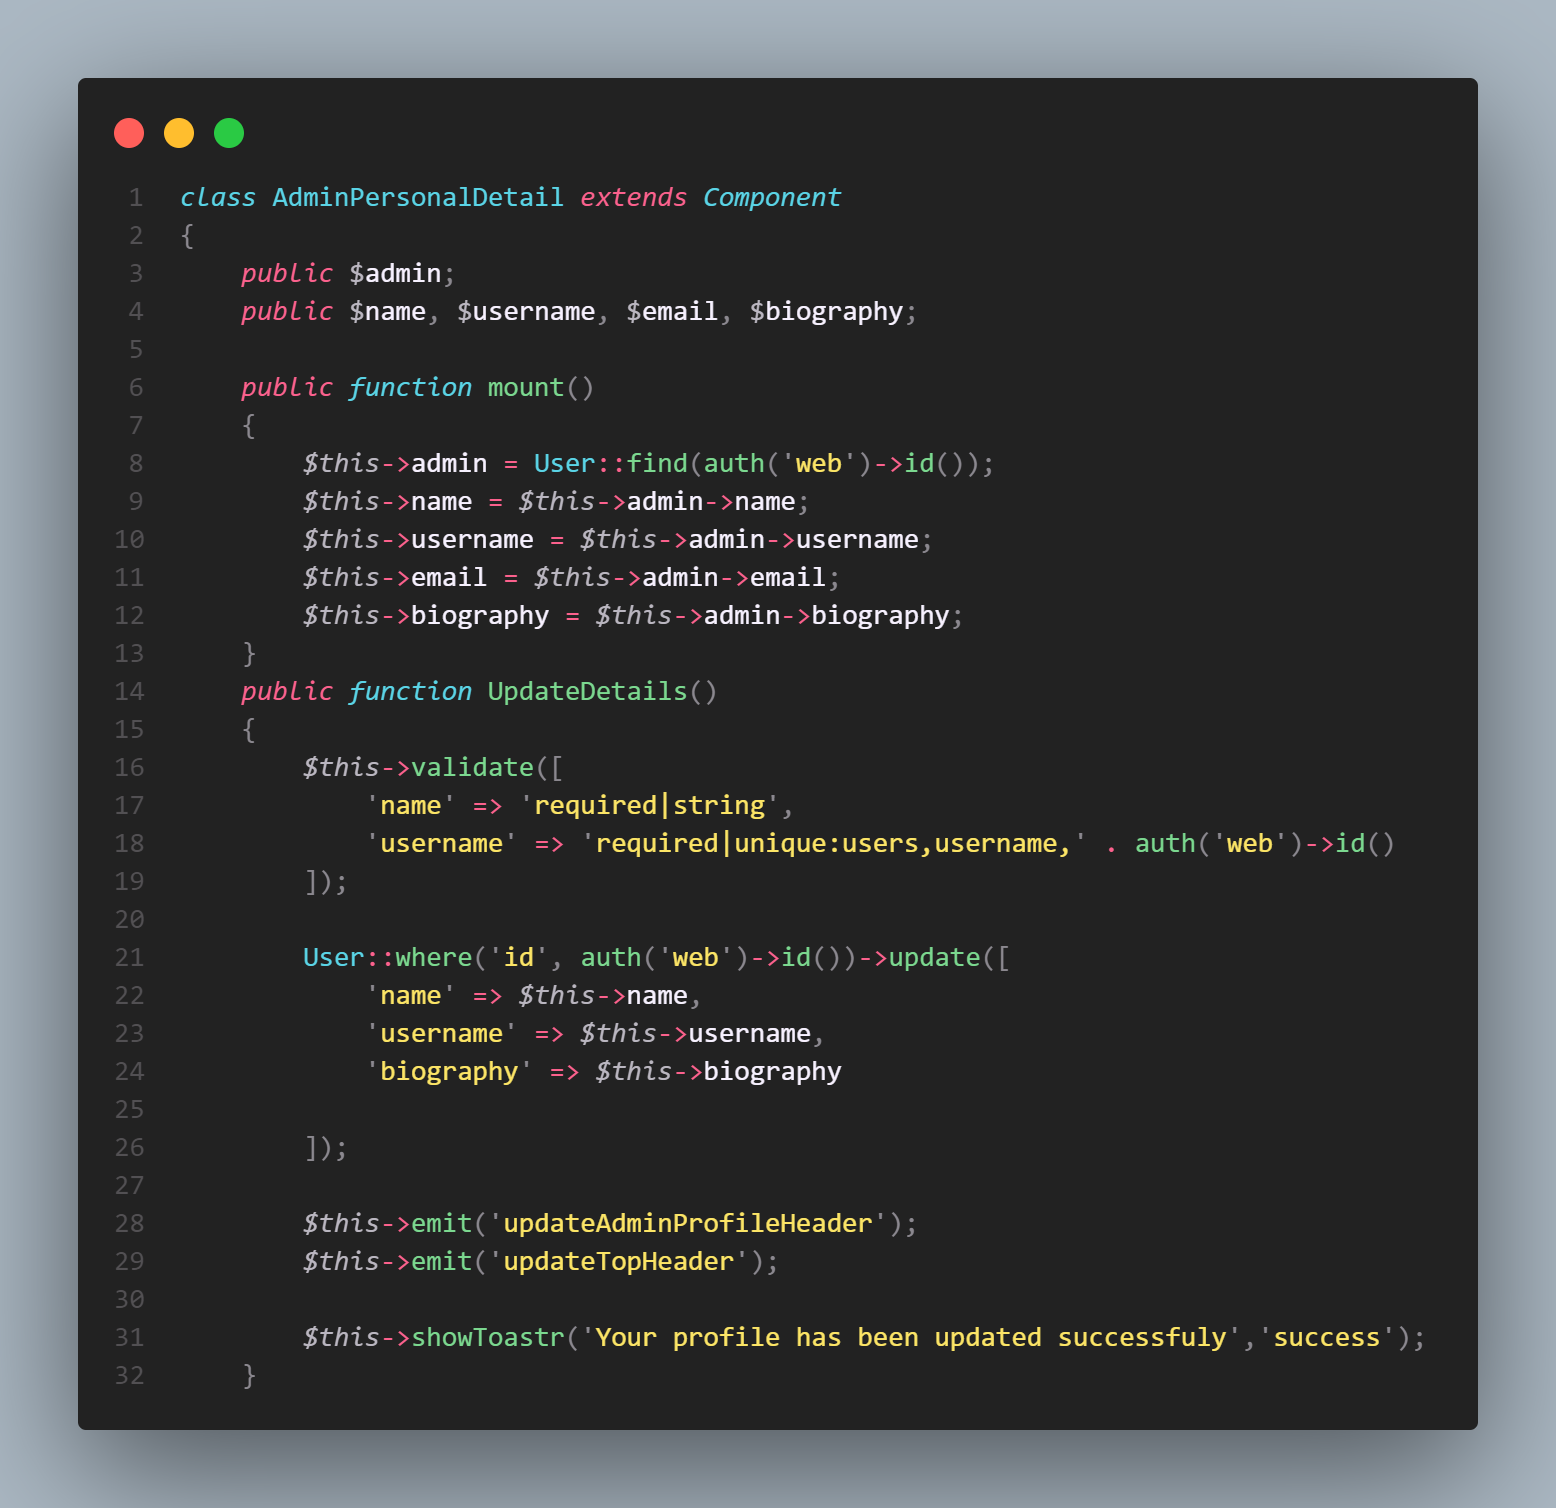 1 class AdminPersonalDetail extends Component
2 {
3     public $admin;
4     public $name, $username, $email, $biography;
5
6     public function mount()
7     {
8         $this->admin = User::find(auth('web')->id());
9         $this->name = $this->admin->name;
10         $this->username = $this->admin->username;
11         $this->email = $this->admin->email;
12         $this->biography = $this->admin->biography;
13     }
14     public function UpdateDetails()
15     {
16         $this->validate([
17             'name' => 'required|string',
18             'username' => 'required|unique:users,username,' . auth('web')->id()
19         ]);
20
21         User::where('id', auth('web')->id())->update([
22             'name' => $this->name,
23             'username' => $this->username,
24             'biography' => $this->biography
25
26         ]);
27
28         $this->emit('updateAdminProfileHeader');
29         $this->emit('updateTopHeader');
30
31         $this->showToastr('Your profile has been updated successfuly','success');
32     }